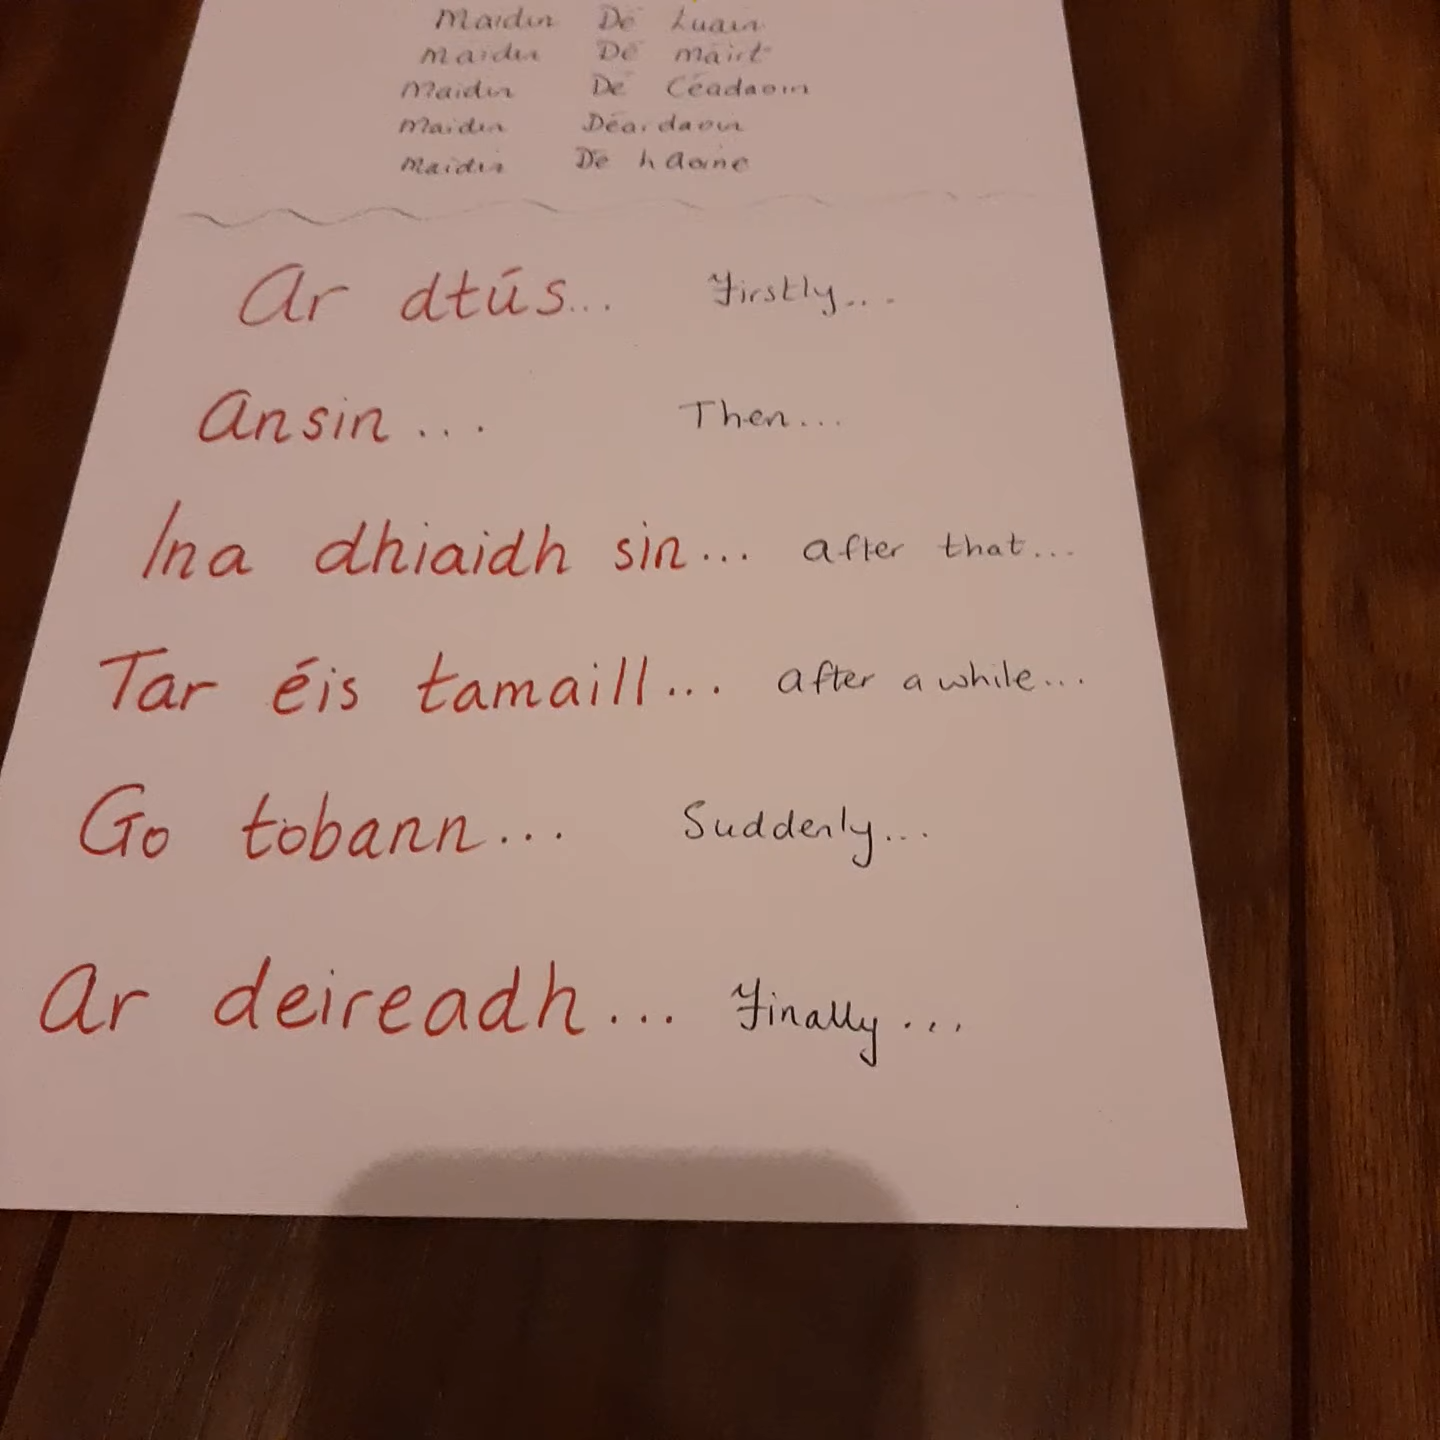 Maidin Dé Luain
Maidin Dé Máirt
Maidin Dé Céadaoin
Maidin Déardaoin
Maidin Dé hAoine
Ar dtús... Firstly...
Ansin... Then...
Ina dhiaidh sin... after that...
Tar éis tamaill... after a while...
Go tobann... Suddenly...
Ar deireadh... Finally...